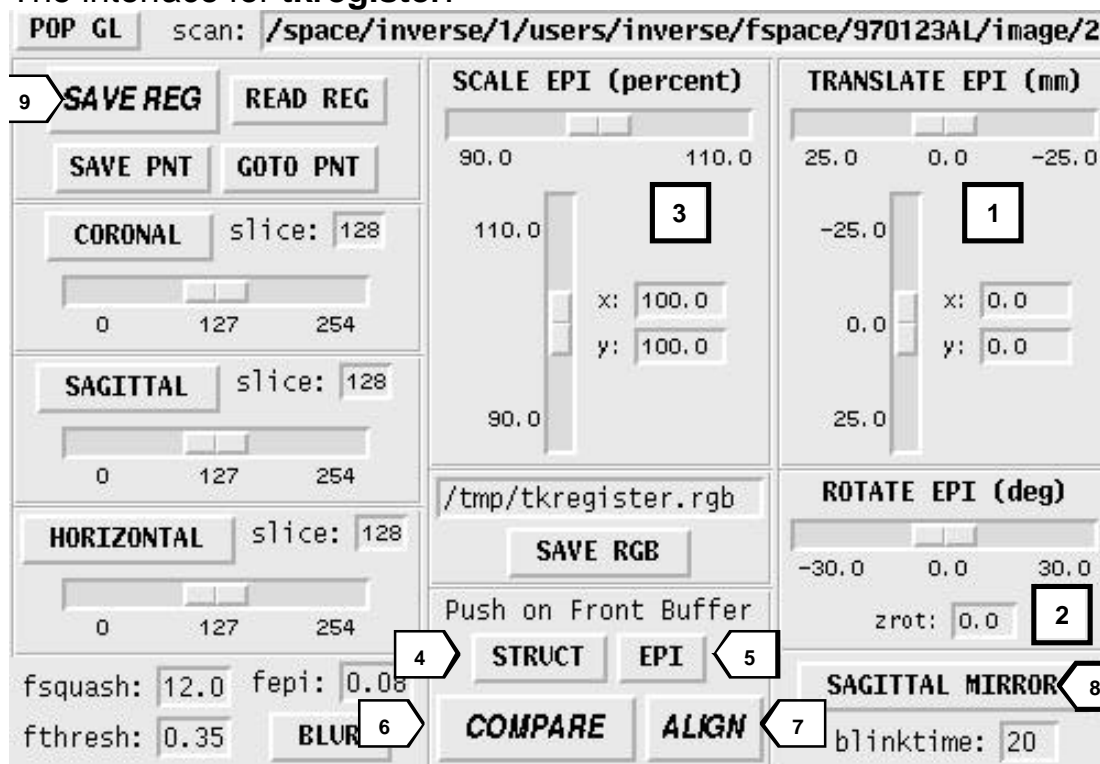 The interface for tkregister:
POP GL scan: /space/inverse/1/users/inverse/fspace/970123AL/image/2
9 SAVE REG READ REG
SAVE PNT GOTO PNT
CORONAL slice: 128
0 127 254
SAGITTAL slice: 128
0 127 254
HORIZONTAL slice: 128
0 127 254
fsquash: 12.0 fepi: 0.08
fthresh: 0.35 BLUR 6
SCALE EPI (percent)
90.0 110.0
3
110.0
x: 100.0
y: 100.0
90.0
/tmp/tkregister.rgb
SAVE RGB
Push on Front Buffer
4 STRUCT EPI 5
COMPARE ALIGN 7
TRANSLATE EPI (mm)
25.0 0.0 -25.0
1
-25.0
x: 0.0
0.0
y: 0.0
25.0
ROTATE EPI (deg)
-30.0 0.0 30.0
zrot: 0.0 2
SAGITTAL MIRROR 8
blinktime: 20